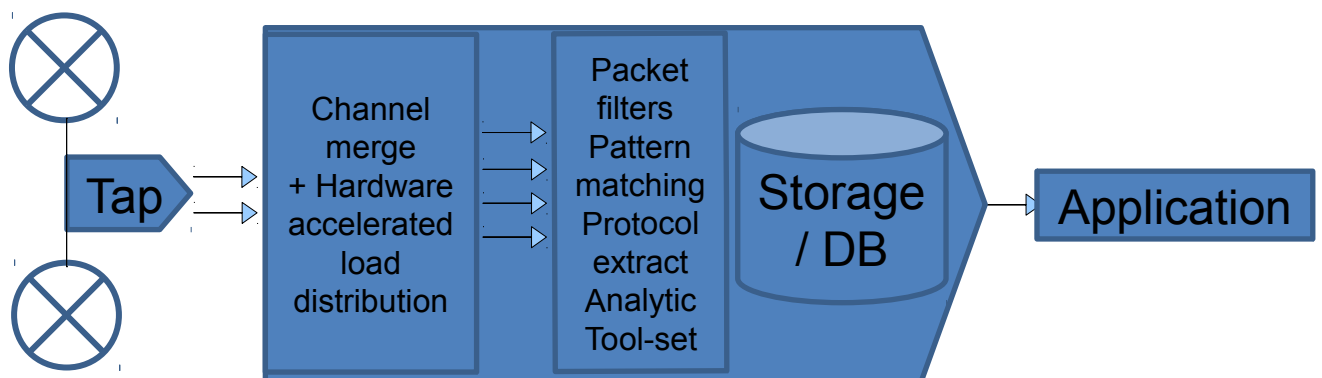 Tap
Channel
merge
+ Hardware
accelerated
load
distribution
Packet
filters
Pattern
matching
Protocol
extract
Analytic
Tool-set
Storage
/ DB
Application